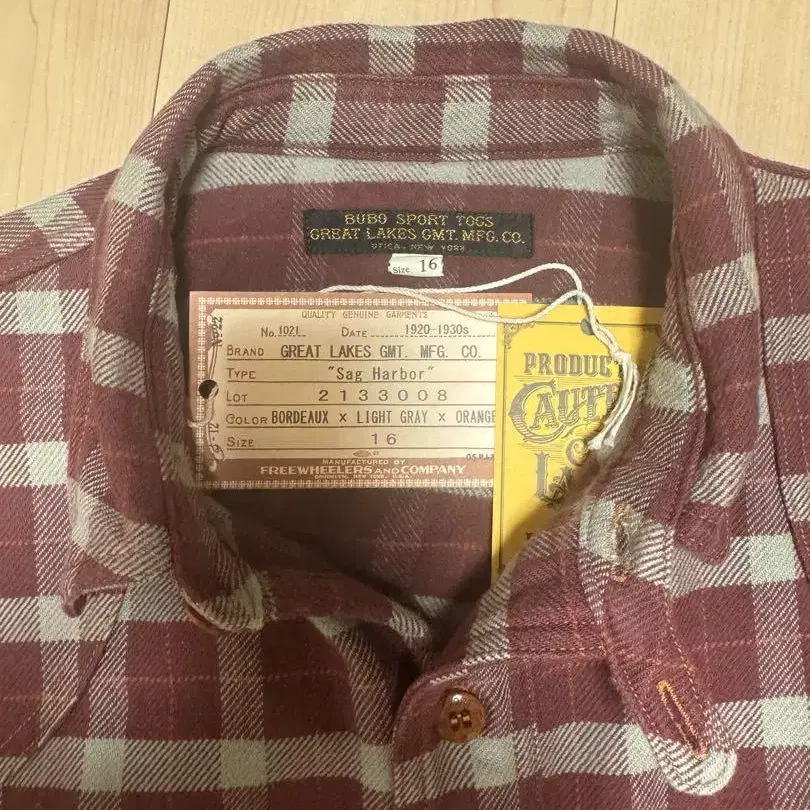 BUBO SPORT TOGS
GREAT LAKES GMT. MFG. CO.
UTICA, NEW YORK
Size 16
QUALITY GENUINE GARMENTS
No. 1021 DATE 1920-1930s
BRAND GREAT LAKES GMT. MFG. CO.
TYPE "Sag Harbor"
LOT 2133008
COLOR BORDEAUX × LIGHT GRAY × ORANGE
SIZE 16
MANUFACTURED BY
FREEWHEELERS AND COMPANY
PRODUC
CAUT